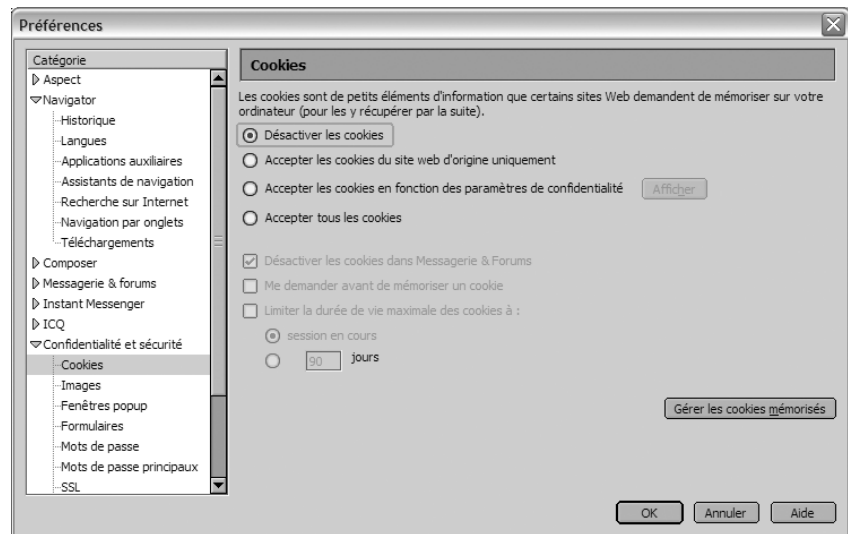 Préférences
Catégorie
Aspect
Navigator
Historique
Langues
Applications auxiliaires
Assistants de navigation
Recherche sur Internet
Navigation par onglets
Téléchargements
Composer
Messagerie & forums
Instant Messenger
ICQ
Confidentialité et sécurité
Cookies
Images
Fenêtres popup
Formulaires
Mots de passe
Mots de passe principaux
SSL
Cookies
Les cookies sont de petits éléments d'information que certains sites Web demandent de mémoriser sur votre
ordinateur (pour les y récupérer par la suite).
Désactiver les cookies
Accepter les cookies du site web d'origine uniquement
Accepter les cookies en fonction des paramètres de confidentialité Afficher
Accepter tous les cookies
Désactiver les cookies dans Messagerie & Forums
Me demander avant de mémoriser un cookie
Limiter la durée de vie maximale des cookies à :
session en cours
90 jours
Gérer les cookies mémorisés
OK Annuler Aide